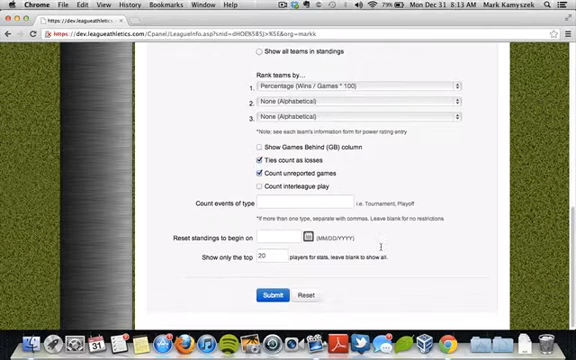 Chrome File Edit View History Bookmarks Window Help 79% Mon Dec 31 8:13 AM Mark Kamyszek
https://dev.leagueathletics.c
Show all teams in standings
Rank teams by...
1. Percentage (Wins / Games * 100)
2. None (Alphabetical)
3. None (Alphabetical)
*Note: see each team's information form for power rating entry
Show Games Behind (GB) column
Ties count as losses
Count unreported games
Count interleague play
Count events of type i.e. Tournament, Playoff
*If more than one type, separate with commas. Leave blank for no restrictions
Reset standings to begin on (MM/DD/YYYY)
Show only the top 20 players for stats, leave blank to show all.
Submit Reset